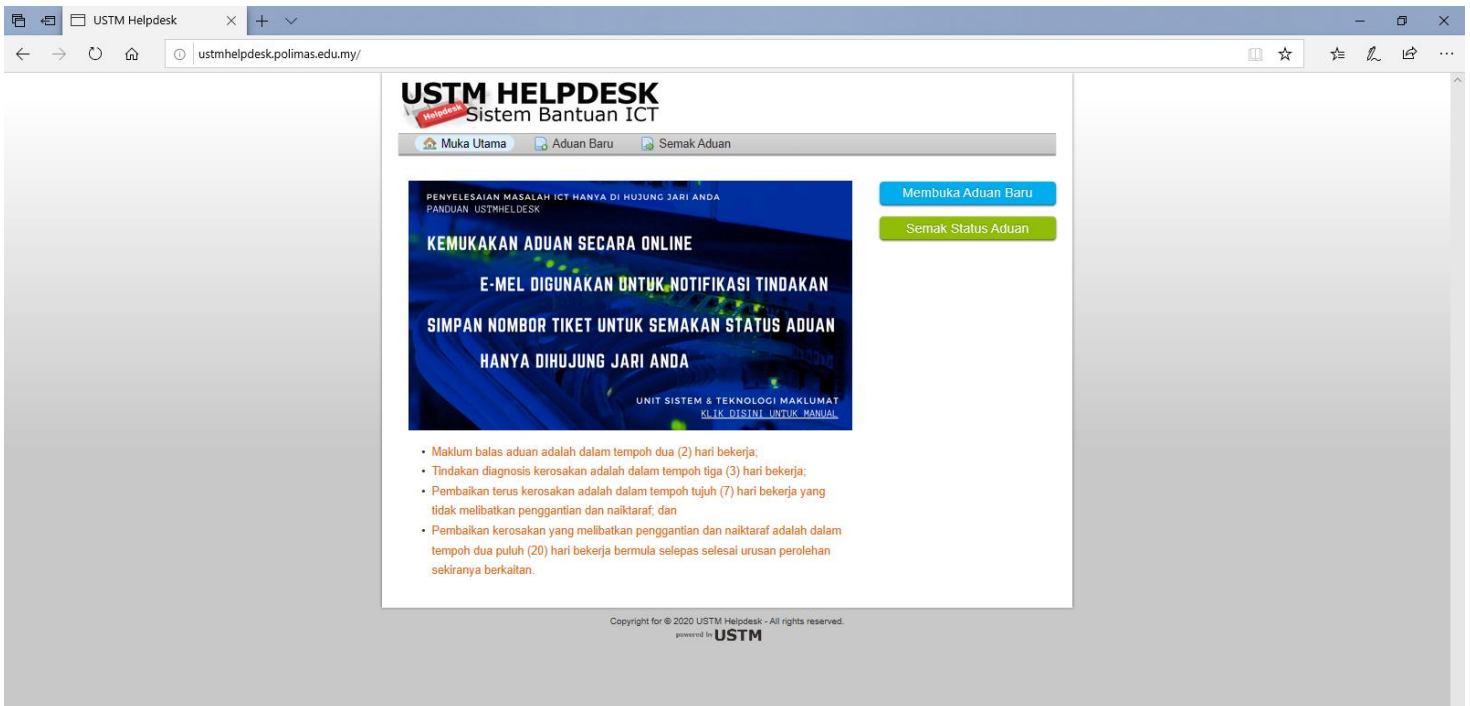 USTM Helpdesk
ustmhelpdesk.polimas.edu.my/
USTM HELPDESK
Helpdesk
Sistem Bantuan ICT
Muka Utama Aduan Baru Semak Aduan
PENYELESAIAN MASALAH ICT HANYA DI HUJUNG JARI ANDA
PANDUAN USTMHELDESK
KEMUKAKAN ADUAN SECARA ONLINE
E-MEL DIGUNAKAN UNTUK NOTIFIKASI TINDAKAN
SIMPAN NOMBOR TIKET UNTUK SEMAKAN STATUS ADUAN
HANYA DIHUJUNG JARI ANDA
UNIT SISTEM & TEKNOLOGI MAKLUMAT
KLIK DISINI UNTUK MANUAL
Membuka Aduan Baru
Semak Status Aduan
• Maklum balas aduan adalah dalam tempoh dua (2) hari bekerja;
• Tindakan diagnosis kerosakan adalah dalam tempoh tiga (3) hari bekerja;
• Pembaikan terus kerosakan adalah dalam tempoh tujuh (7) hari bekerja yang
tidak melibatkan penggantian dan naiktaraf; dan
• Pembaikan kerosakan yang melibatkan penggantian dan naiktaraf adalah dalam
tempoh dua puluh (20) hari bekerja bermula selepas selesai urusan perolehan
sekiranya berkaitan.
Copyright for © 2020 USTM Helpdesk - All rights reserved.
powered by USTM